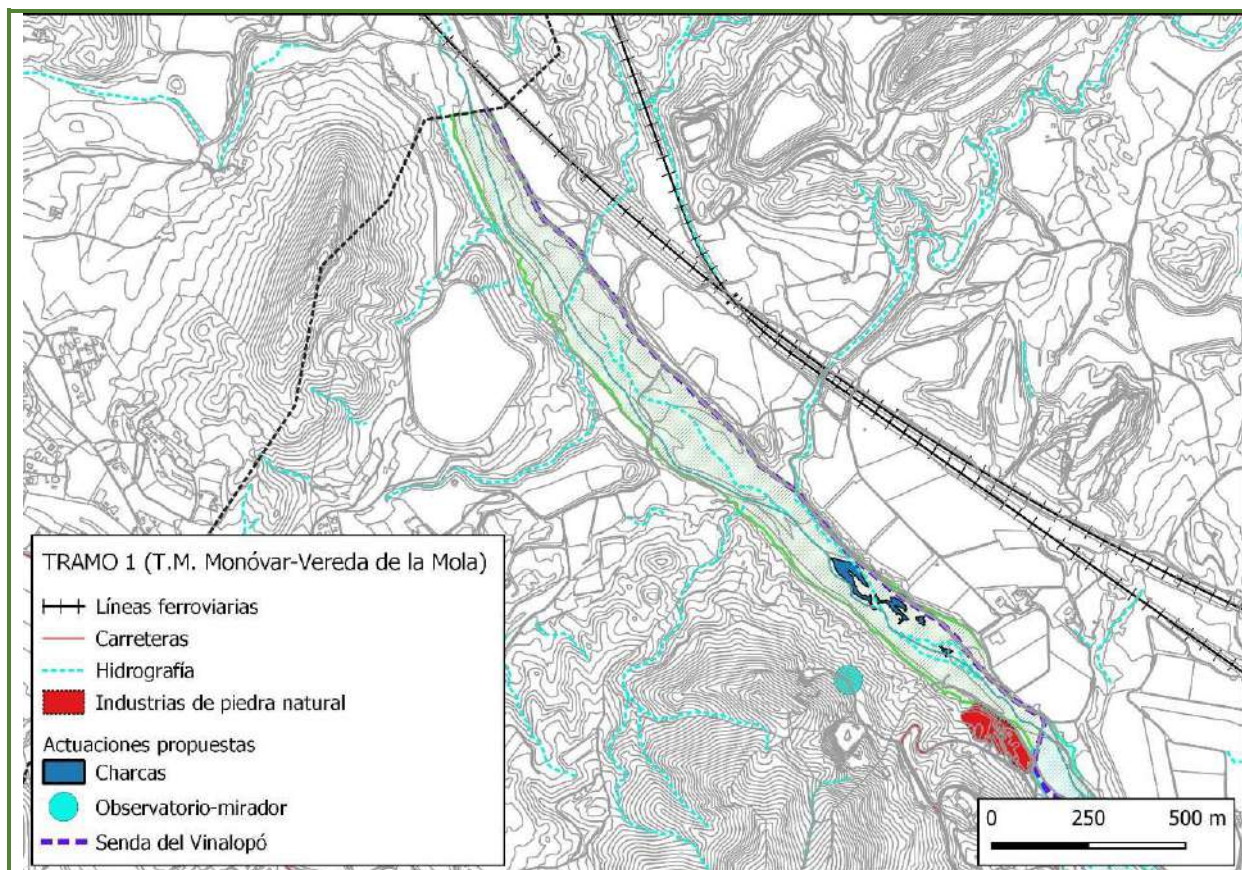 TRAMO 1 (T.M. Monóvar-Vereda de la Mola)
Líneas ferroviarias
Carreteras
Hidrografía
Industrias de piedra natural
Actuaciones propuestas
Charcas
Observatorio-mirador
Senda del Vinalopó
0 250 500 m